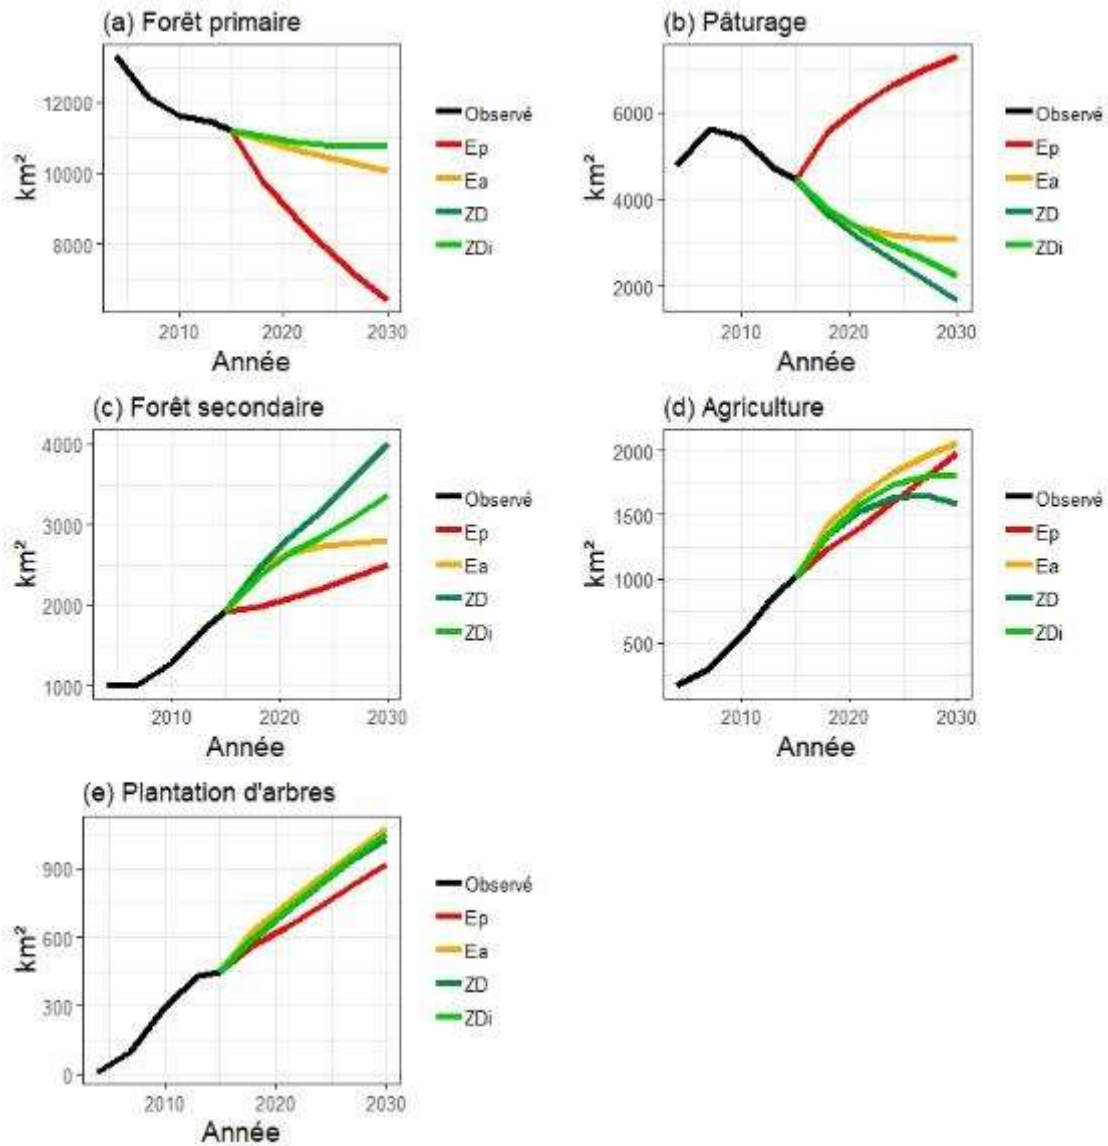 (a) Forêt primaire
km²
12000
10000
8000
2010
2020
2030
Année
Observé
Ep
Ea
ZD
ZDi
(b) Pâturage
km²
6000
4000
2000
2010
2020
2030
Année
Observé
Ep
Ea
ZD
ZDi
(c) Forêt secondaire
km²
4000
3000
2000
1000
2010
2020
2030
Année
Observé
Ep
Ea
ZD
ZDi
(d) Agriculture
km²
2000
1500
1000
500
2010
2020
2030
Année
Observé
Ep
Ea
ZD
ZDi
(e) Plantation d'arbres
km²
900
600
300
0
2010
2020
2030
Année
Observé
Ep
Ea
ZD
ZDi